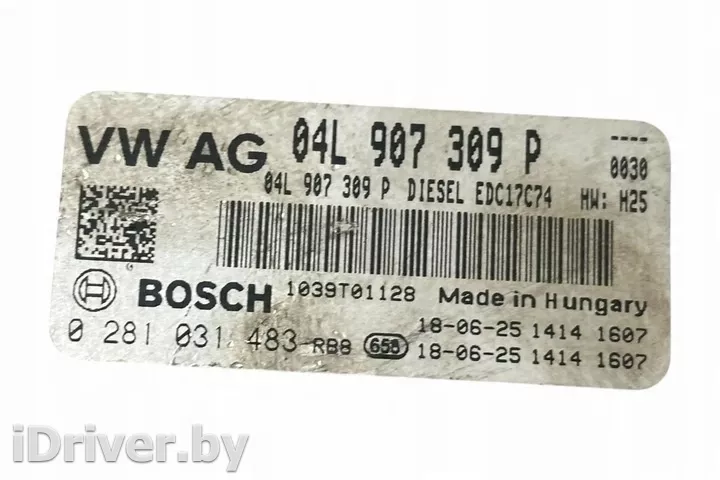 VW AG 04L 907 309 P ----
0030
04L 907 309 P DIESEL EDC17C74 HW: H25
BOSCH 1039T01128 Made in Hungary
0 281 031 483 RB8 658 18-06-25 1414 1607
18-06-25 1414 1607
iDriver.by